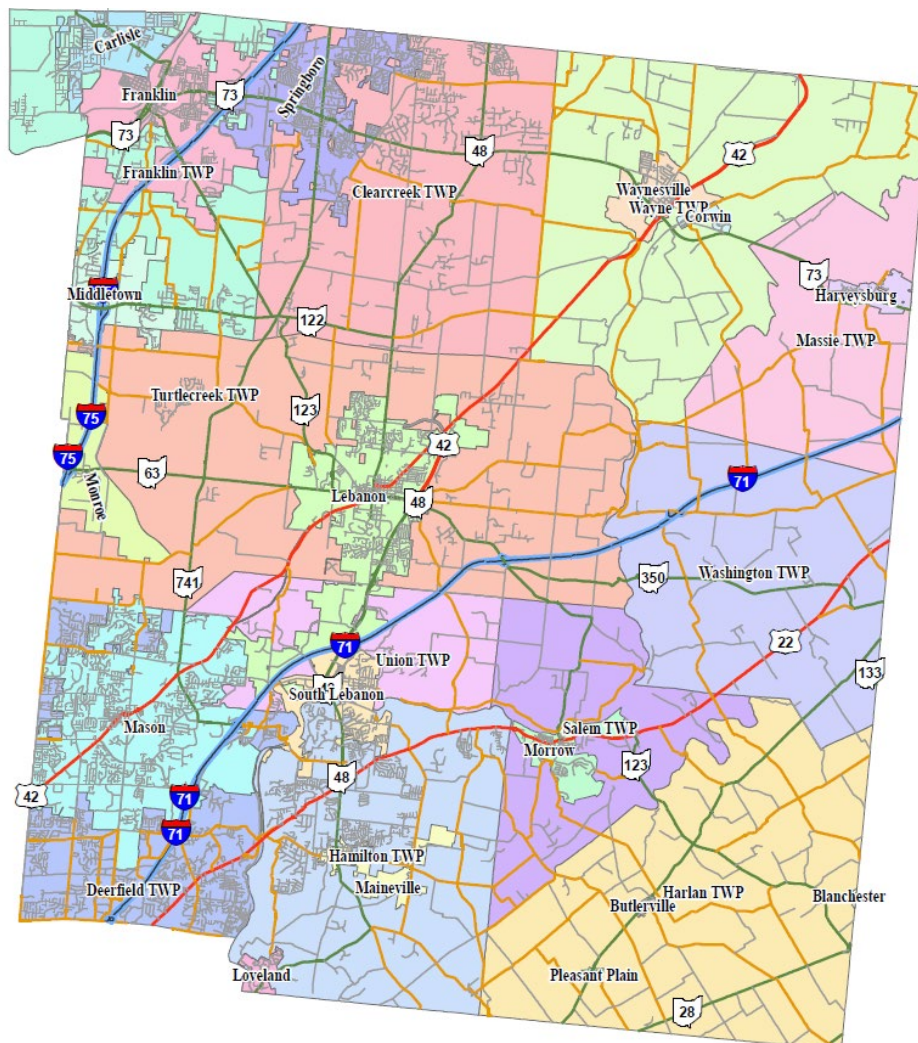 Carlisle
Franklin
73
Springboro
73
48
42
Franklin TWP
Clearcreek TWP
Waynesville
Wayne TWP
Corwin
73
Harveysburg
Middletown
122
Massie TWP
Turtlecreek TWP
123
75
42
75
63
Monroe
71
Lebanon
48
741
350
Washington TWP
71
Union TWP
22
133
South Lebanon
Mason
Salem TWP
Morrow
123
48
42
71
71
Hamilton TWP
Maineville
Deerfield TWP
Harlan TWP
Butlerville
Blanchester
Loveland
Pleasant Plain
28